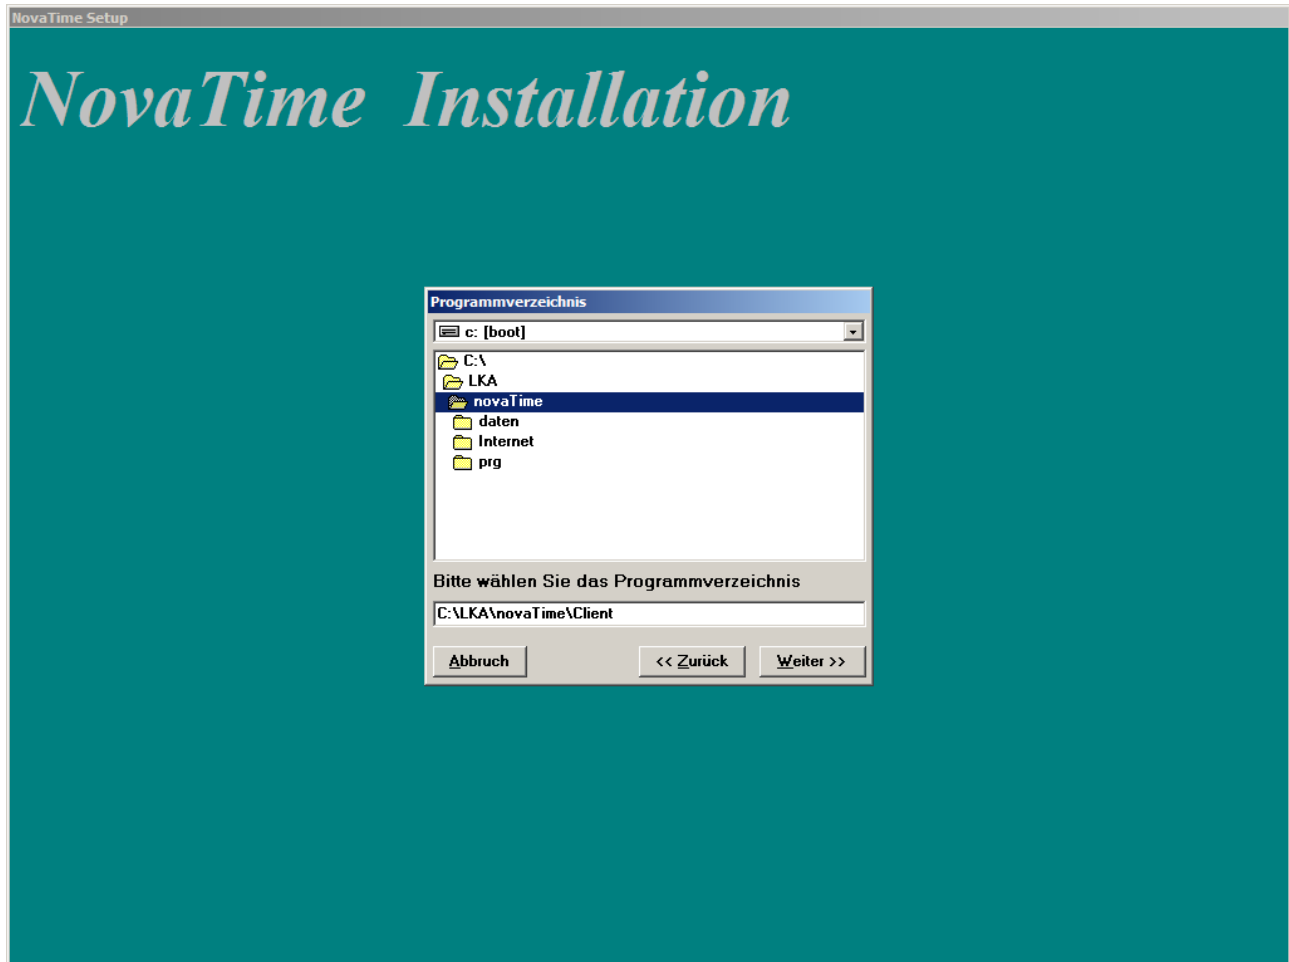 NovaTime Setup
NovaTime Installation
Programmverzeichnis
c: [boot]
C:\
LKA
novaTime
daten
Internet
prg
Bitte wählen Sie das Programmverzeichnis
C:\LKA\novaTime\Client
Abbruch << Zurück Weiter >>